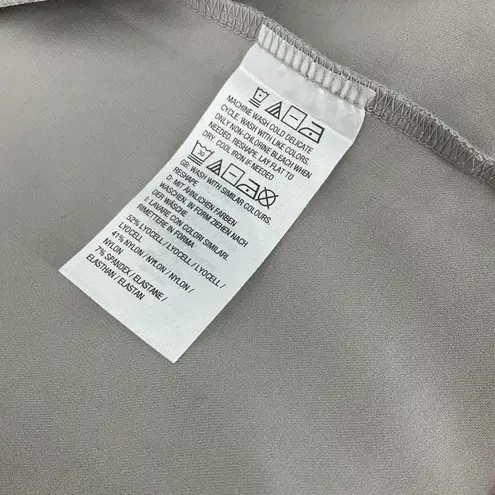 MACHINE WASH COLD DELICATE
CYCLE. WASH WITH LIKE COLORS.
ONLY NON-CHLORINE BLEACH WHEN
NEEDED. RESHAPE. LAY FLAT TO
DRY. COOL IRON IF NEEDED
30
GB: WASH WITH SIMILAR COLOURS.
RESHAPE.
D: MIT ÄHNLICHEN FARBEN
WASCHEN. IN FORM ZIEHEN NACH
DER WÄSCHE
I: LAVARE CON COLORI SIMILARI.
RIMETTERE IN FORMA
52% LYOCELL / LYOCELL / LYOCELL /
LYOCELL
41% NYLON / NYLON / NYLON /
NYLON
7% SPANDEX / ELASTANE /
ELASTHAN / ELASTAN